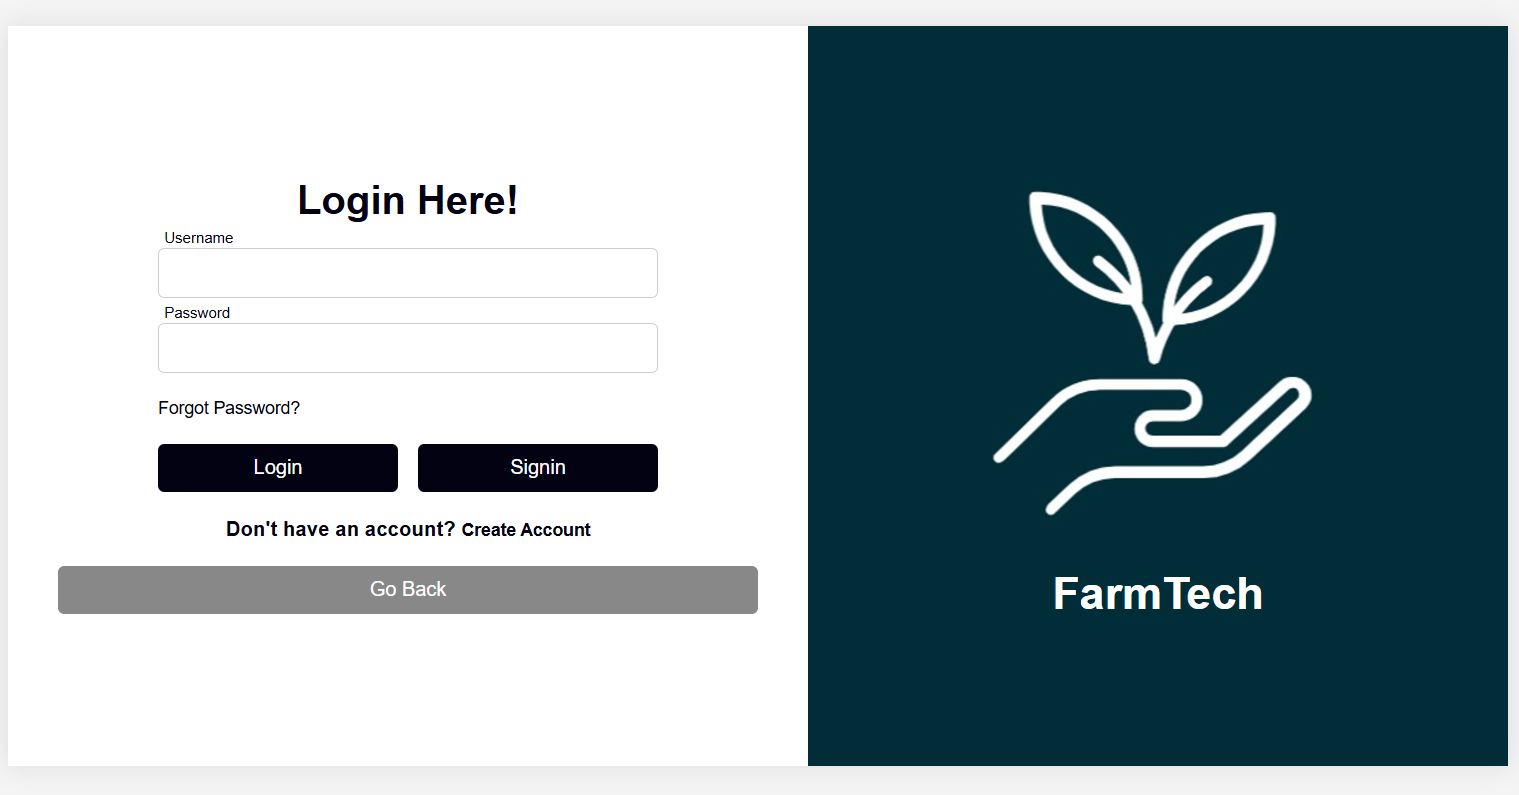 Login Here!
Username
Password
Forgot Password?
Login Signin
Don't have an account? Create Account
Go Back
FarmTech